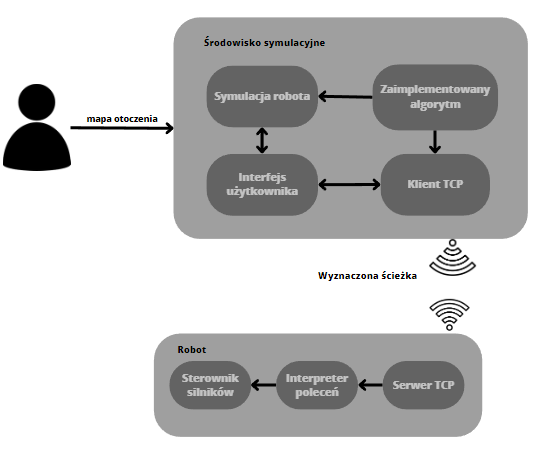 Środowisko symulacyjne
Symulacja robota
Zaimplementowany
algorytm
mapa otoczenia
Interfejs
użytkownika
Klient TCP
Wyznaczona ścieżka
Robot
Sterownik
silników
Interpreter
poleceń
Serwer TCP